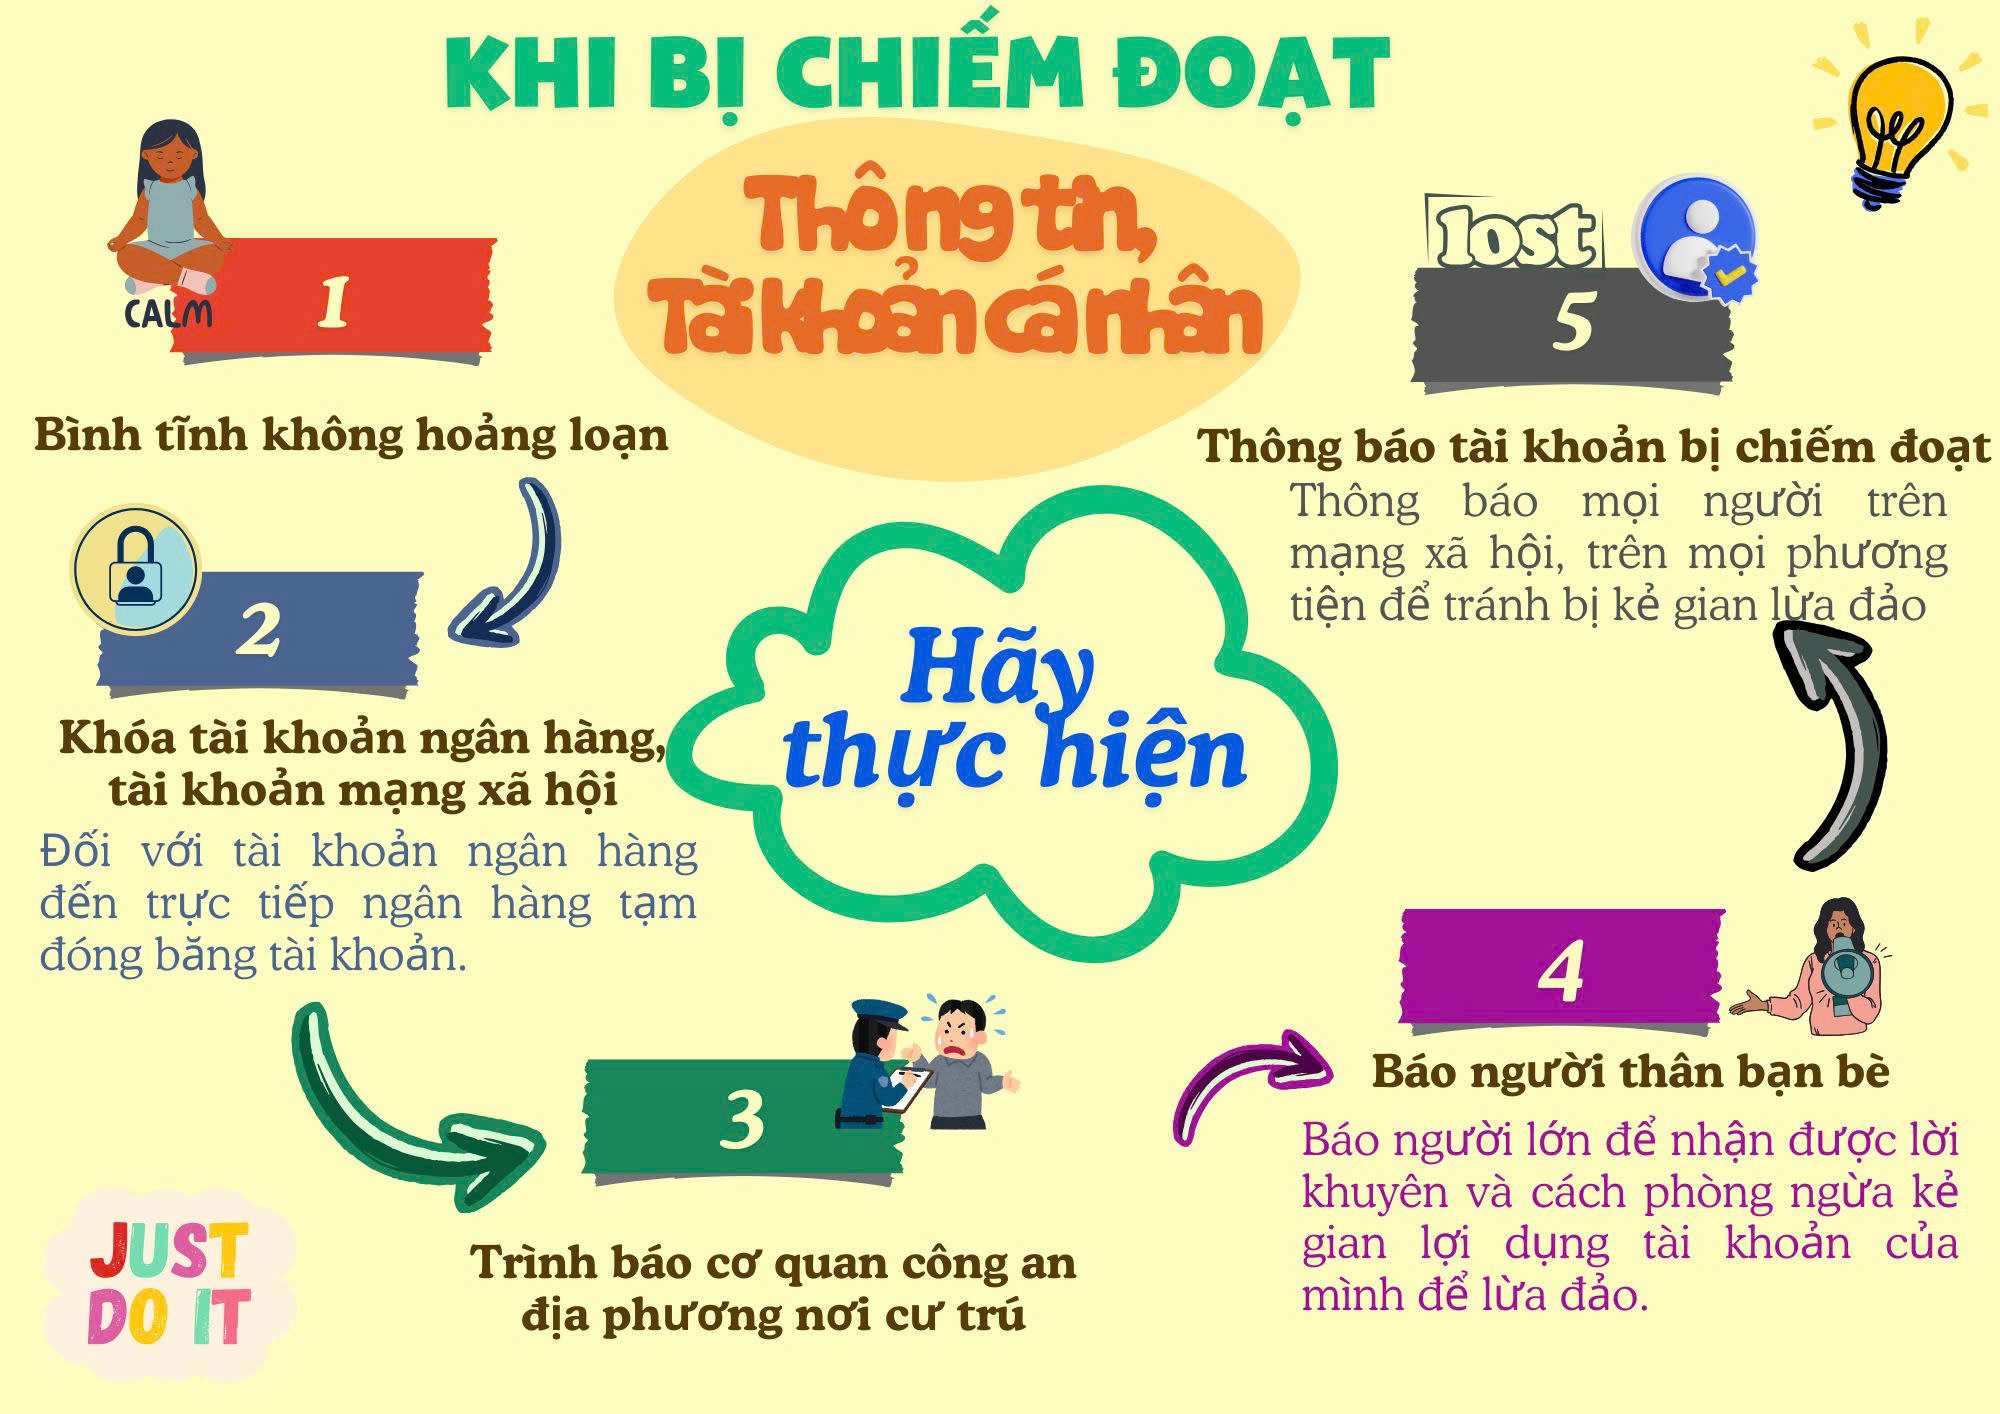 KHI BỊ CHIẾM ĐOẠT
Thông tin,
Tài khoản cá nhân
CALM
1
Bình tĩnh không hoảng loạn
2
Khóa tài khoản ngân hàng,
tài khoản mạng xã hội
Đối với tài khoản ngân hàng
đến trực tiếp ngân hàng tạm
đóng băng tài khoản.
Hãy
thực hiện
3
Trình báo cơ quan công an
địa phương nơi cư trú
4
Báo người thân bạn bè
Báo người lớn để nhận được lời
khuyên và cách phòng ngừa kẻ
gian lợi dụng tài khoản của
mình để lừa đảo.
lost
5
Thông báo tài khoản bị chiếm đoạt
Thông báo mọi người trên
mạng xã hội, trên mọi phương
tiện để tránh bị kẻ gian lừa đảo
JUST
DO IT